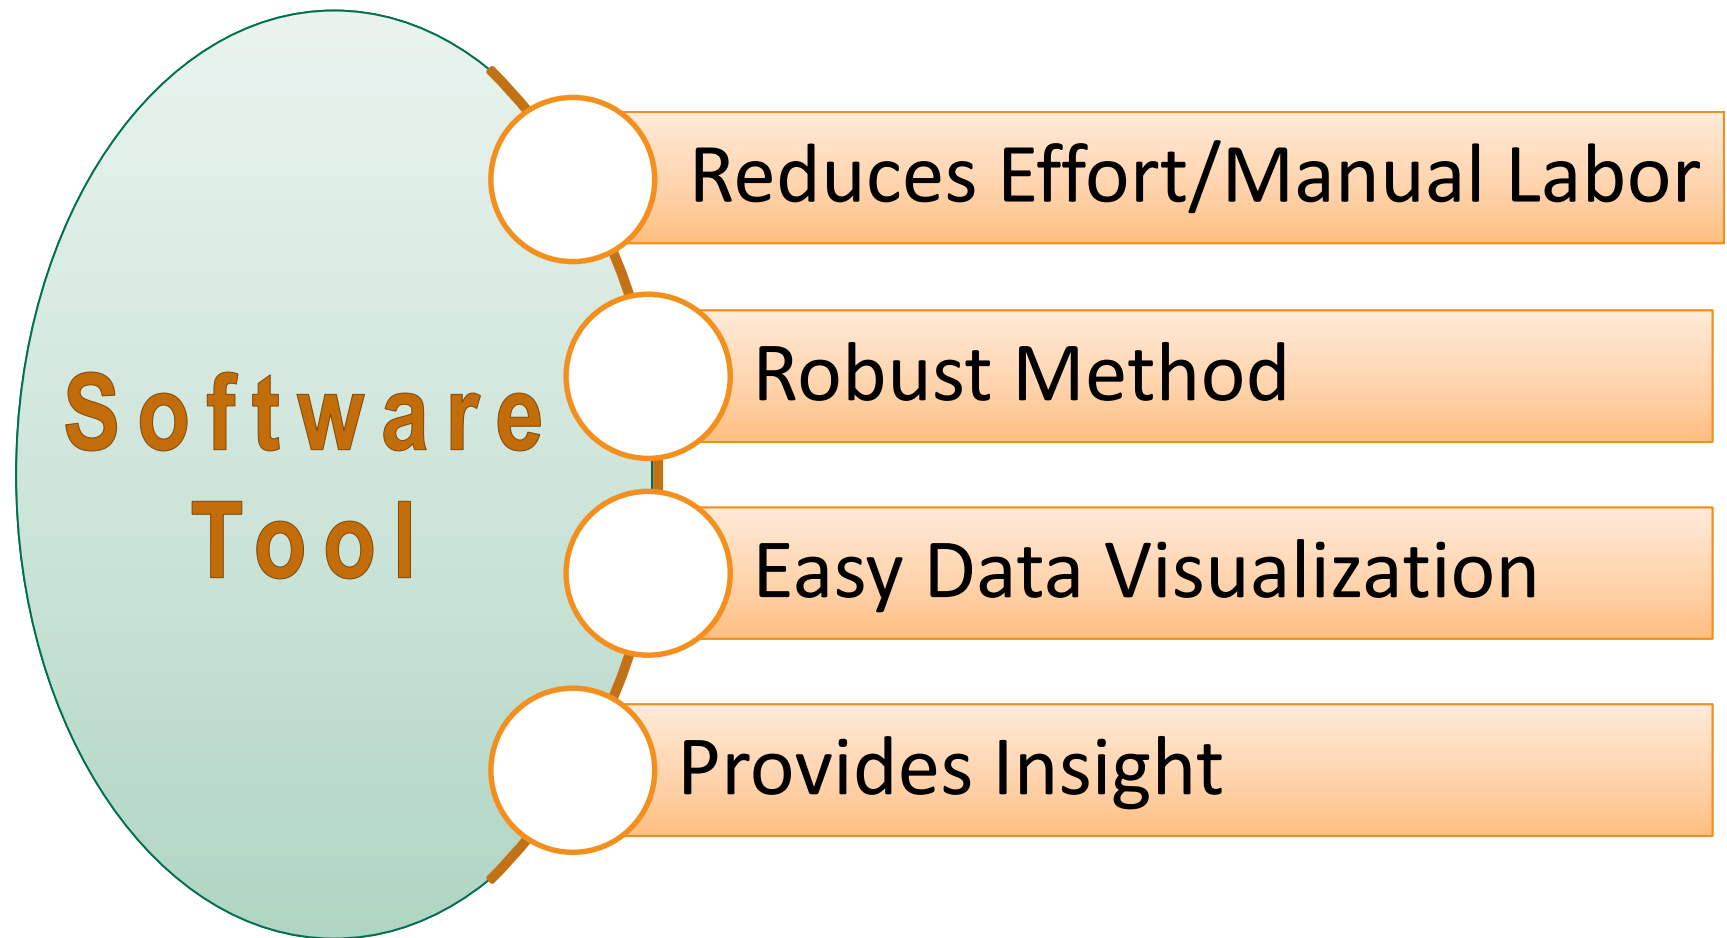 Software
Tool
Reduces Effort/Manual Labor
Robust Method
Easy Data Visualization
Provides Insight